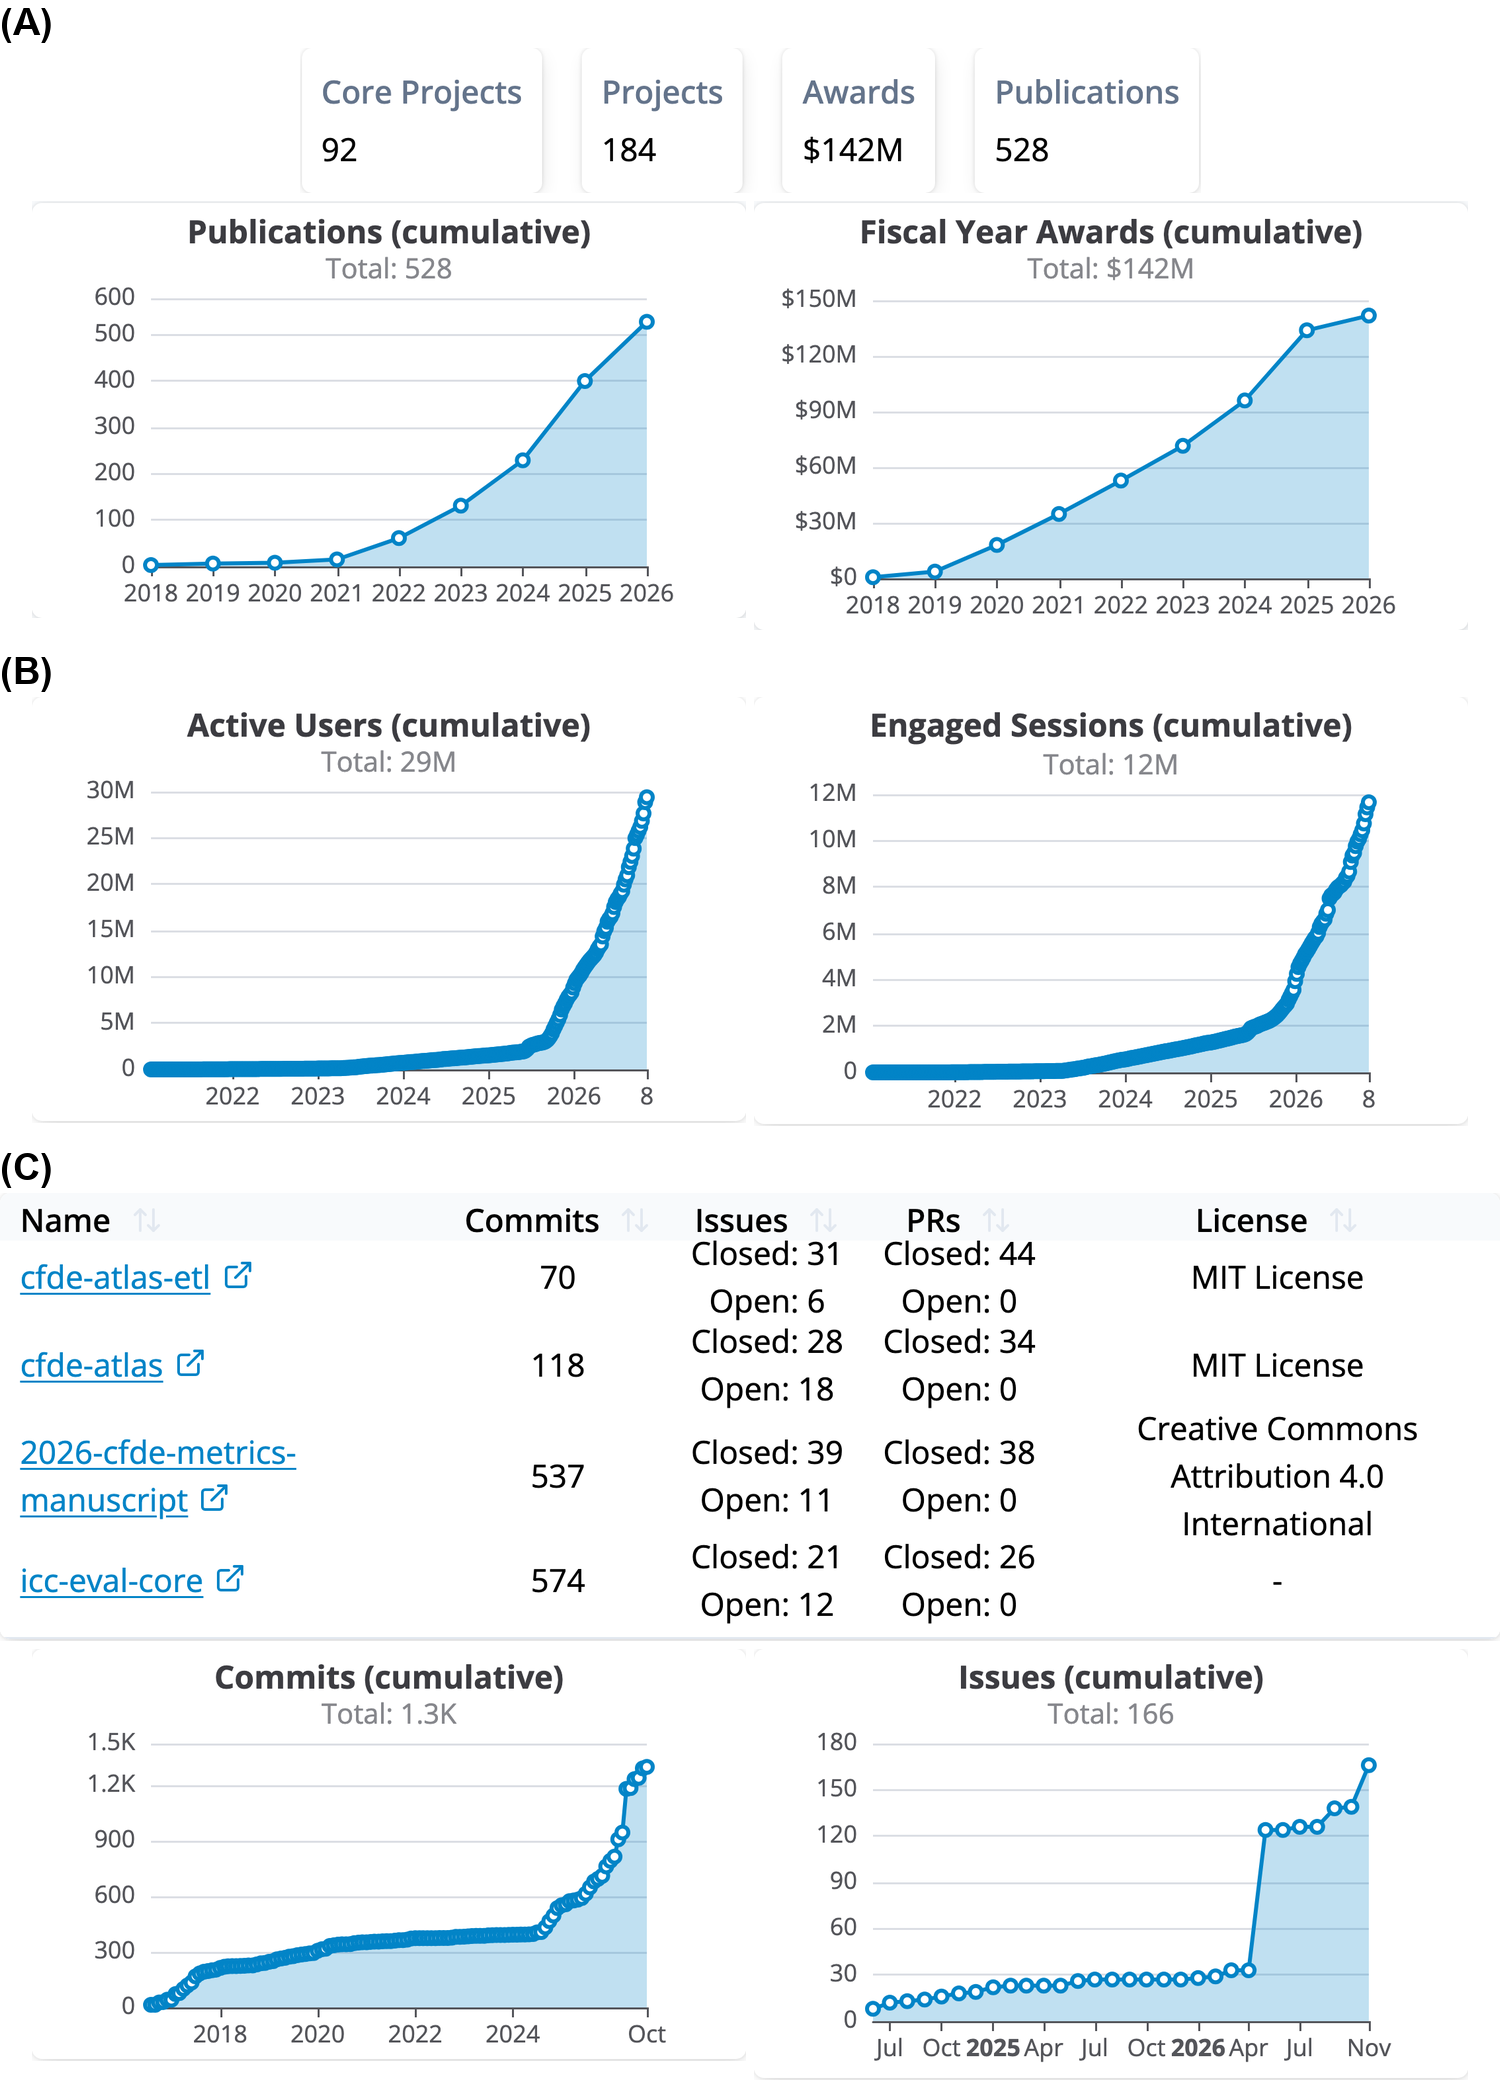 (A)
Core Projects
92
Projects
184
Awards
$142M
Publications
528
Publications (cumulative)
Total: 528
600
500
400
300
200
100
0
2018 2019 2020 2021 2022 2023 2024 2025 2026
Fiscal Year Awards (cumulative)
Total: $142M
$150M
$120M
$90M
$60M
$30M
$0
2018 2019 2020 2021 2022 2023 2024 2025 2026
(B)
Active Users (cumulative)
Total: 29M
30M
25M
20M
15M
10M
5M
0
2022 2023 2024 2025 2026 8
Engaged Sessions (cumulative)
Total: 12M
12M
10M
8M
6M
4M
2M
0
2022 2023 2024 2025 2026 8
(C)
Name Commits Issues PRs License
cfde-atlas-etl 70 Closed: 31 Open: 6 Closed: 44 Open: 0 MIT License
cfde-atlas 118 Closed: 28 Open: 18 Closed: 34 Open: 0 MIT License
2026-cfde-metrics-
manuscript
537
Closed: 39
Open: 11
Closed: 38
Open: 0
Creative Commons
Attribution 4.0
International
icc-eval-core 574 Closed: 21 Open: 12 Closed: 26 Open: 0 -
Commits (cumulative)
Total: 1.3K
1.5K
1.2K
900
600
300
0
2018 2020 2022 2024 Oct
Issues (cumulative)
Total: 166
180
150
120
90
60
30
0
Jul Oct 2025 Apr Jul Oct 2026 Apr Jul Nov